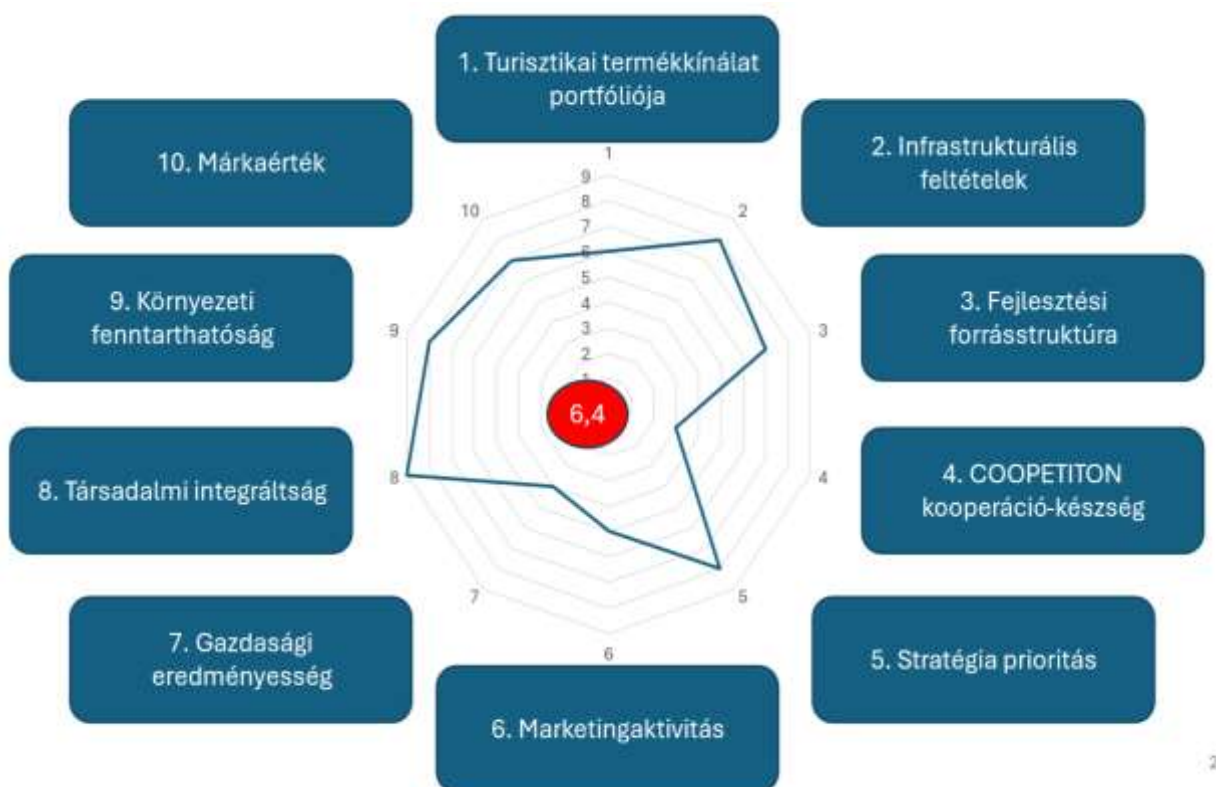 1. Turisztikai termékkínálat
portfóliója
10. Márkaérték
2. Infrastrukturális
feltételek
9. Környezeti
fenntarthatóság
3. Fejlesztési
forrásstruktúra
8. Társadalmi integráltság
4. COOPETITON
kooperáció-készség
7. Gazdasági
eredményesség
5. Stratégia prioritás
6. Marketingaktivitás
1
2
3
4
5
6
7
8
9
10
9
8
7
6
5
4
3
2
1
6,4
2